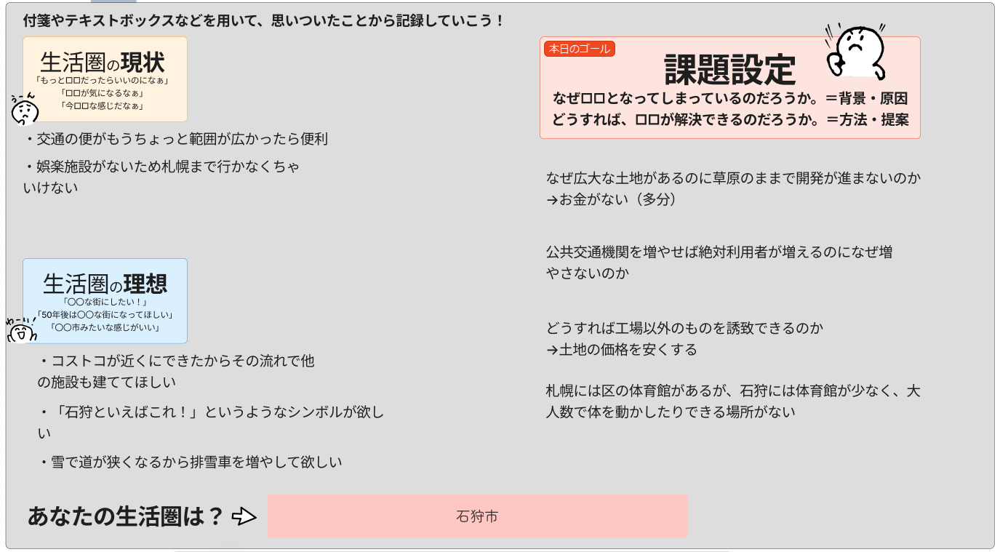 付箋やテキストボックスなどを用いて、思いついたことから記録していこう！
生活圏の現状
「もっと□□だったらいいのになぁ」
「□□が気になるなぁ」
「今□□な感じだなぁ」
うーん
・交通の便がもうちょっと範囲が広かったら便利
・娯楽施設がないため札幌まで行かなくちゃ
いけない
生活圏の理想
「〇〇な街にしたい！」
「50年後は〇〇な街になってほしい」
「〇〇市みたいな感じがいい」
わーい!
・コストコが近くにできたからその流れで他
の施設も建ててほしい
・「石狩といえばこれ！」というようなシンボルが欲し
い
・雪で道が狭くなるから排雪車を増やして欲しい
本日のゴール
課題設定
なぜ□□となってしまっているのだろうか。＝背景・原因
どうすれば、□□が解決できるのだろうか。＝方法・提案
なぜ広大な土地があるのに草原のままで開発が進まないのか
→お金がない（多分）
公共交通機関を増やせば絶対利用者が増えるのになぜ増
やさないのか
どうすれば工場以外のものを誘致できるのか
→土地の価格を安くする
札幌には区の体育館があるが、石狩には体育館が少なく、大
人数で体を動かしたりできる場所がない
あなたの生活圏は？
石狩市